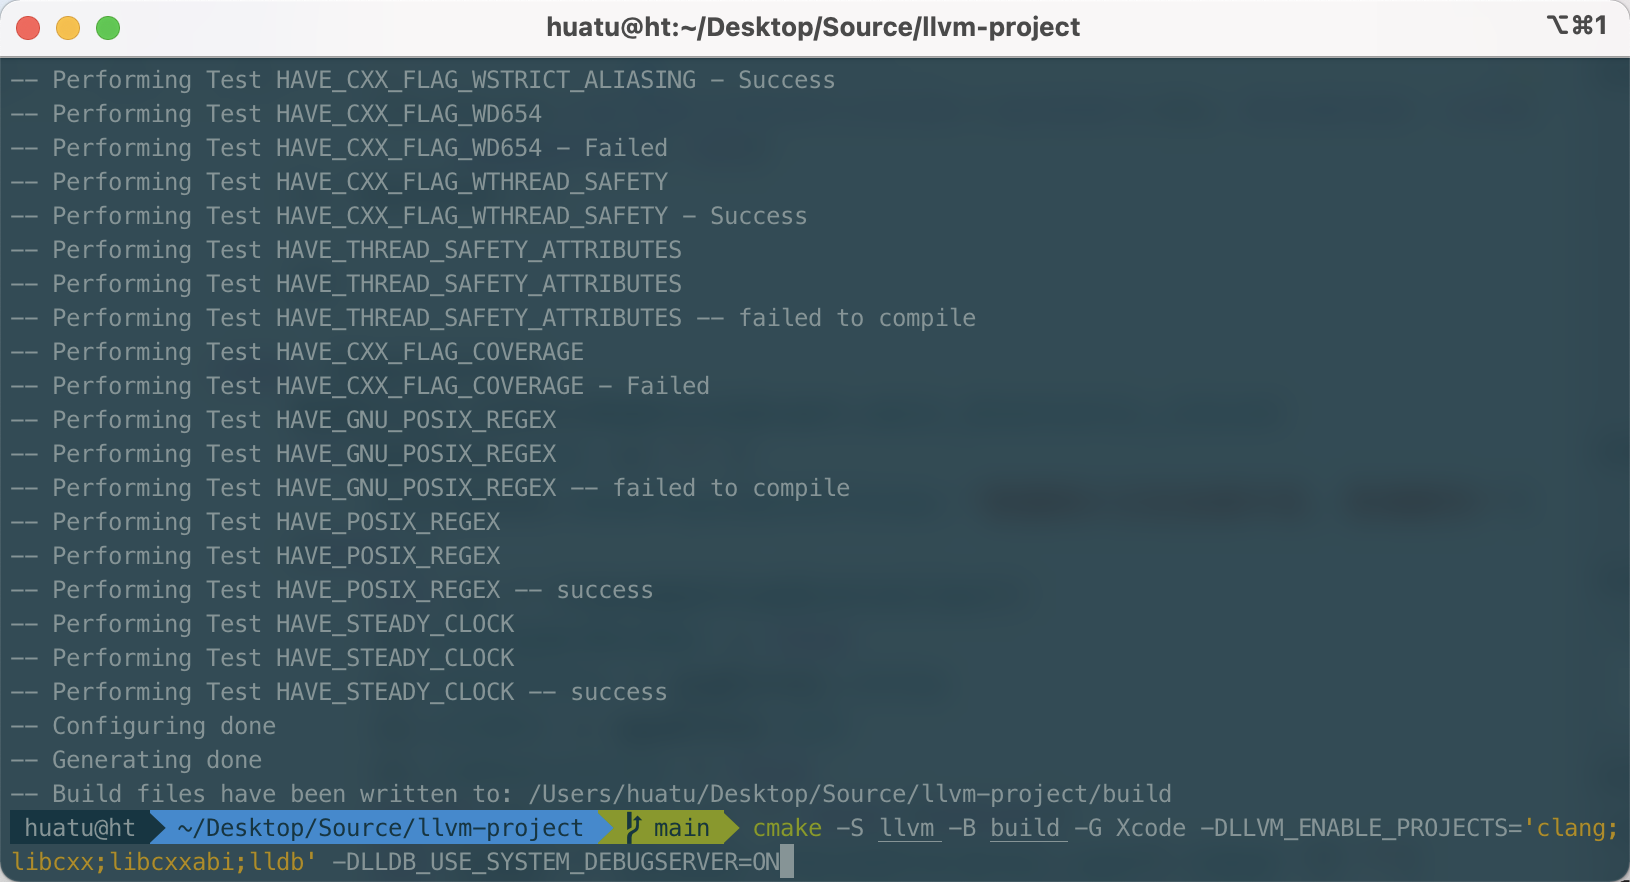 huatu@ht:~/Desktop/Source/llvm-project
⌥⌘1
-- Performing Test HAVE_CXX_FLAG_WSTRICT_ALIASING - Success
-- Performing Test HAVE_CXX_FLAG_WD654
-- Performing Test HAVE_CXX_FLAG_WD654 - Failed
-- Performing Test HAVE_CXX_FLAG_WTHREAD_SAFETY
-- Performing Test HAVE_CXX_FLAG_WTHREAD_SAFETY - Success
-- Performing Test HAVE_THREAD_SAFETY_ATTRIBUTES
-- Performing Test HAVE_THREAD_SAFETY_ATTRIBUTES
-- Performing Test HAVE_THREAD_SAFETY_ATTRIBUTES -- failed to compile
-- Performing Test HAVE_CXX_FLAG_COVERAGE
-- Performing Test HAVE_CXX_FLAG_COVERAGE - Failed
-- Performing Test HAVE_GNU_POSIX_REGEX
-- Performing Test HAVE_GNU_POSIX_REGEX
-- Performing Test HAVE_GNU_POSIX_REGEX -- failed to compile
-- Performing Test HAVE_POSIX_REGEX
-- Performing Test HAVE_POSIX_REGEX
-- Performing Test HAVE_POSIX_REGEX -- success
-- Performing Test HAVE_STEADY_CLOCK
-- Performing Test HAVE_STEADY_CLOCK
-- Performing Test HAVE_STEADY_CLOCK -- success
-- Configuring done
-- Generating done
-- Build files have been written to: /Users/huatu/Desktop/Source/llvm-project/build
huatu@ht ~/Desktop/Source/llvm-project main cmake -S llvm -B build -G Xcode -DLLVM_ENABLE_PROJECTS='clang;
libcxx;libcxxabi;lldb' -DLLDB_USE_SYSTEM_DEBUGSERVER=ON